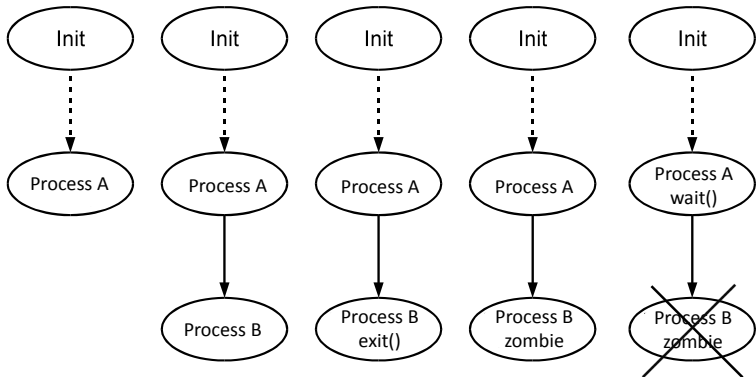 Init
Init
Init
Init
Init
Process A
Process A
Process A
Process A
Process A
wait()
Process B
Process B
exit()
Process B
zombie
Process B
zombie